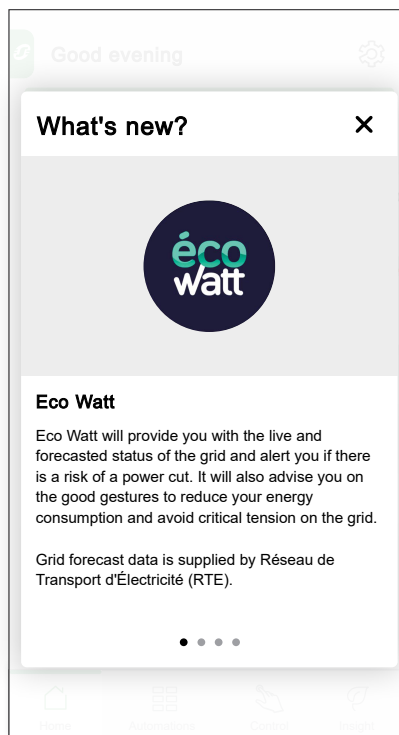 Good evening
What's new?
éco
watt
Eco Watt
Eco Watt will provide you with the live and
forecasted status of the grid and alert you if there
is a risk of a power cut. It will also advise you on
the good gestures to reduce your energy
consumption and avoid critical tension on the grid.
Grid forecast data is supplied by Réseau de
Transport d'Électricité (RTE).
Home Automations Control Insight